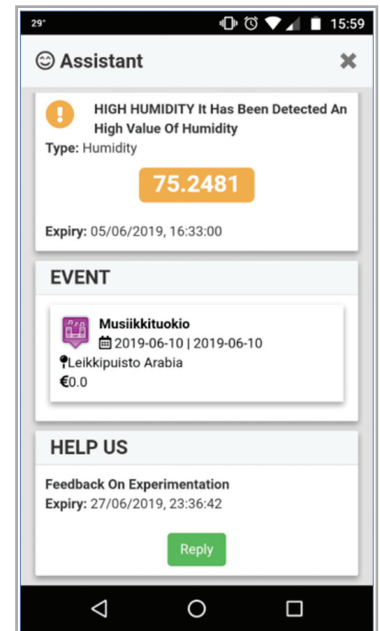 29°
15:59
Assistant
HIGH HUMIDITY It Has Been Detected An
High Value Of Humidity
Type: Humidity
75.2481
Expiry: 05/06/2019, 16:33:00
EVENT
Musiikkituokio
2019-06-10 | 2019-06-10
Leikkipuisto Arabia
€0.0
HELP US
Feedback On Experimentation
Expiry: 27/06/2019, 23:36:42
Reply